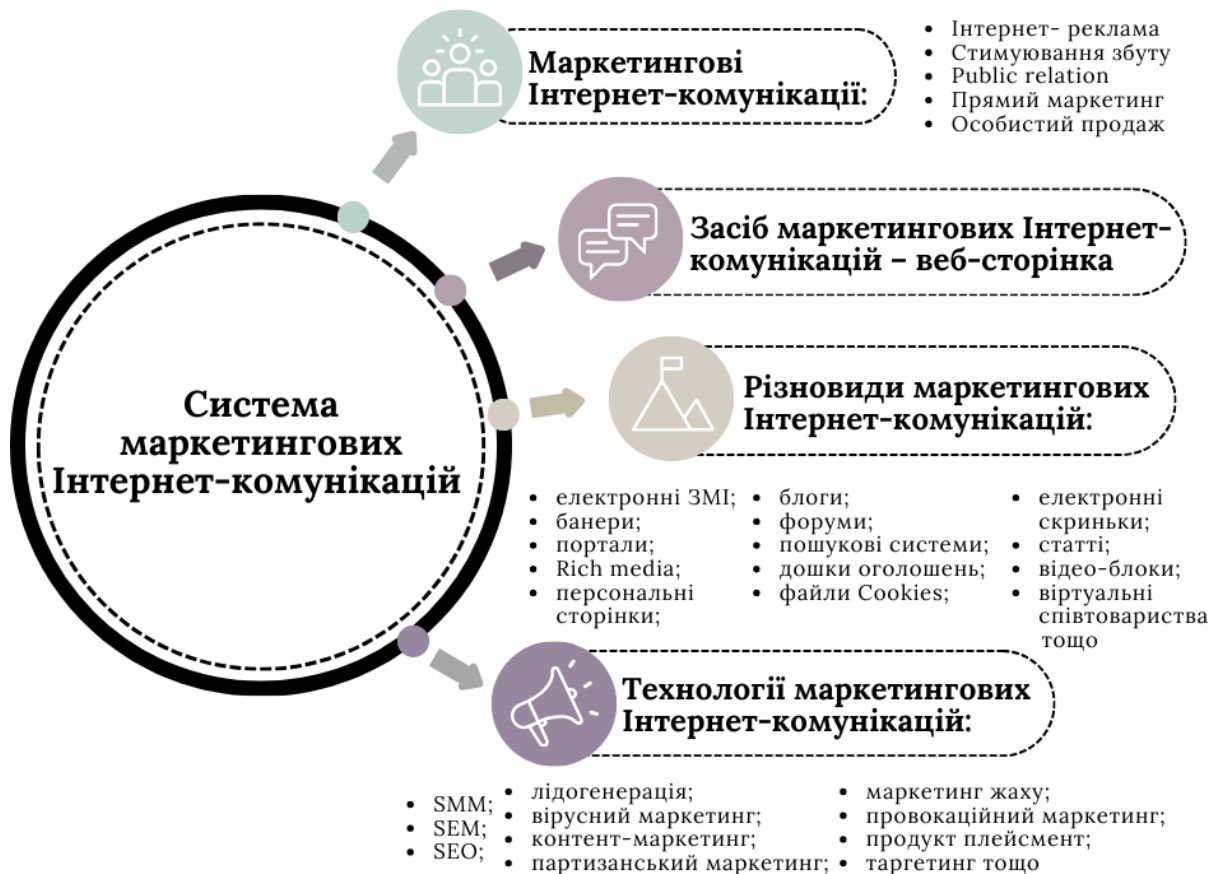 Маркетингові
Інтернет-комунікації:
• Інтернет- реклама
• Стимуювання збуту
• Public relation
• Прямий маркетинг
• Особистий продаж
Засіб маркетингових Інтернет-
комунікацій – веб-сторінка
Система
маркетингових
Інтернет-комунікацій
Різновиди маркетингових
Інтернет-комунікацій:
• електронні ЗМІ;
• банери;
• портали;
• Rich media;
• персональні
сторінки;
• блоги;
• форуми;
• пошукові системи;
• дошки оголошень;
• файли Cookies;
• електронні
скриньки;
• статті;
• відео-блоки;
• віртуальні
співтовариства
тощо
Технології маркетингових
Інтернет-комунікацій:
• SMM;
• SEM;
• SEO;
• лідогенерація;
• вірусний маркетинг;
• контент-маркетинг;
• партизанський маркетинг;
• маркетинг жаху;
• провокаційний маркетинг;
• продукт плейсмент;
• таргетинг тощо